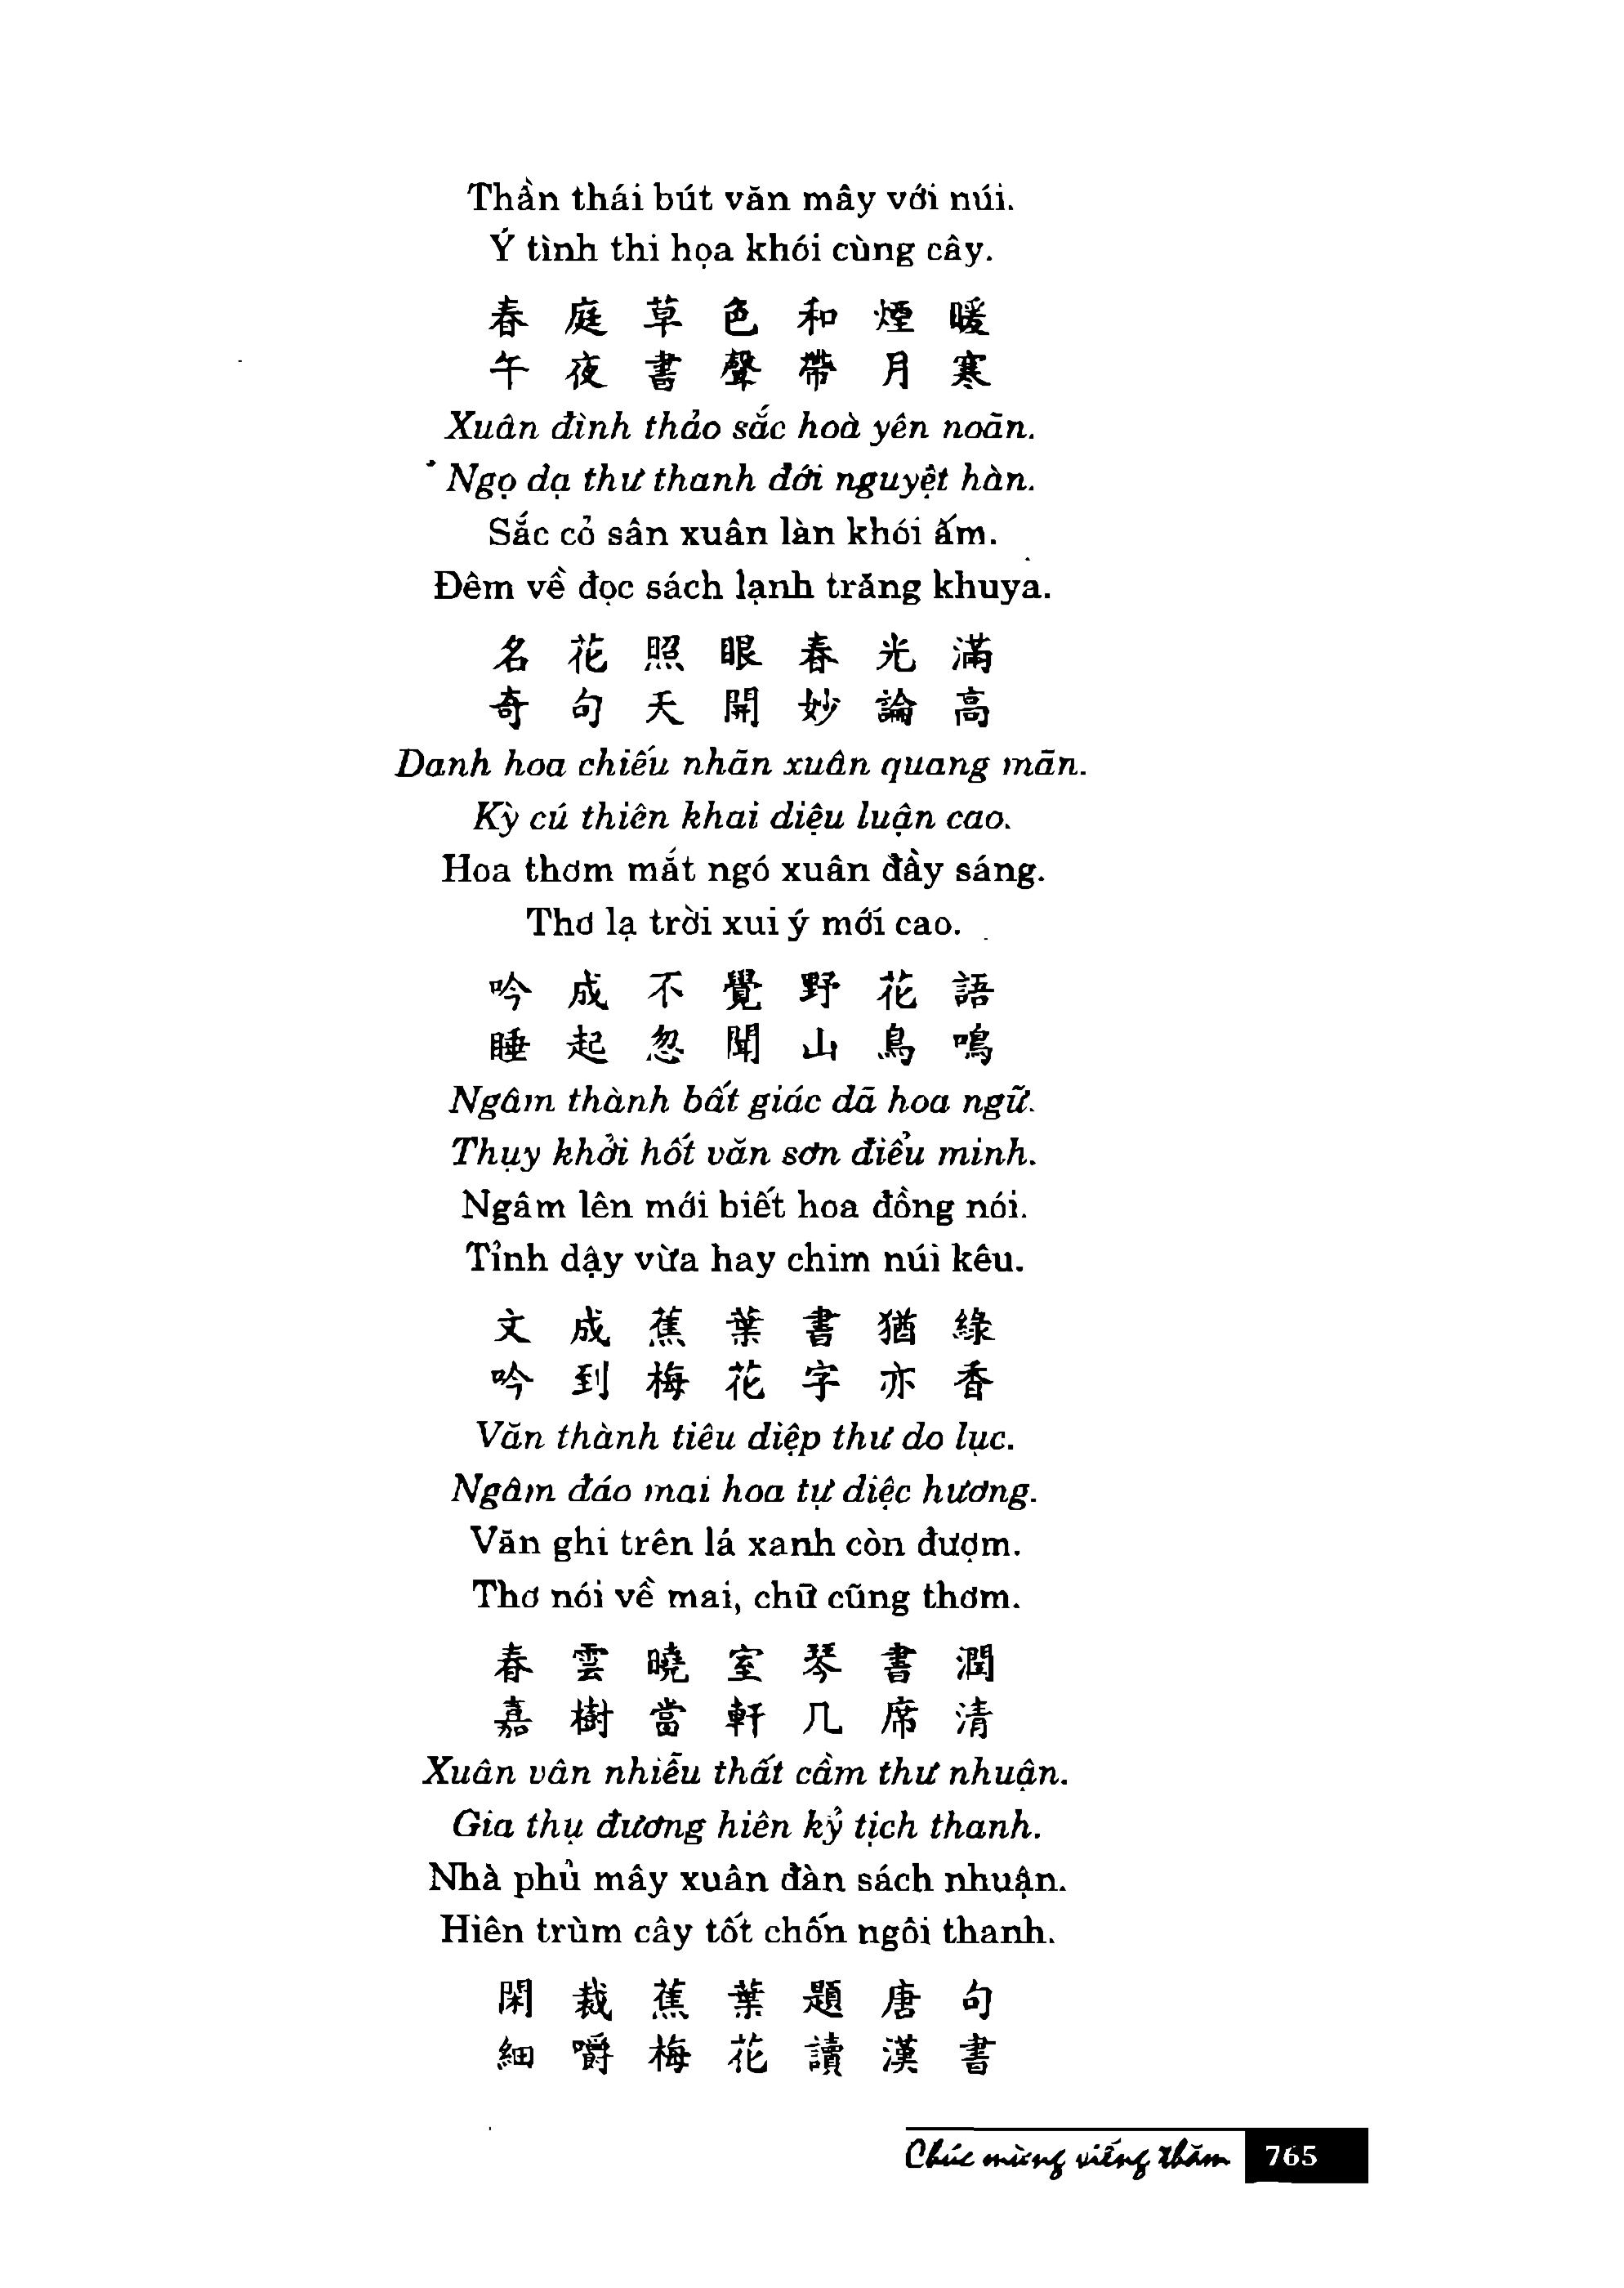 Thần thái bút văn mây với núi.
Ý tình thi họa khói cùng cây.
春庭草色和煙暖
午夜書聲帶月寒
Xuân đình thảo sắc hoà yên noãn.
Ngọ dạ thư thanh đới nguyệt hàn.
Sắc cỏ sân xuân làn khói ấm.
Đêm về đọc sách lạnh trăng khuya.
名花照眼春光滿
奇句天開妙論高
Danh hoa chiếu nhãn xuân quang mãn.
Kỳ cú thiên khai diệu luận cao.
Hoa thơm mắt ngó xuân đầy sáng.
Thơ lạ trời xui ý mới cao.
吟成不覺野花語
睡起忽聞山鳥鳴
Ngâm thành bất giác dã hoa ngữ.
Thụy khởi hốt văn sơn điểu minh.
Ngâm lên mới biết hoa đồng nói.
Tỉnh dậy vừa hay chim núi kêu.
文成蕉葉書猶綠
吟到梅花字亦香
Văn thành tiêu diệp thư do lục.
Ngâm đáo mai hoa tự diệc hương.
Văn ghi trên lá xanh còn đượm.
Thơ nói về mai, chữ cũng thơm.
春雲曉室琴書潤
嘉樹當軒几席清
Xuân vân nhiễu thất cầm thư nhuận.
Gia thụ đương hiên kỷ tịch thanh.
Nhà phủ mây xuân đàn sách nhuận.
Hiên trùm cây tốt chốn ngôi thanh.
閑裁蕉葉題唐句
細嚼梅花讀漢書
Chúc mừng viếng thăm 765